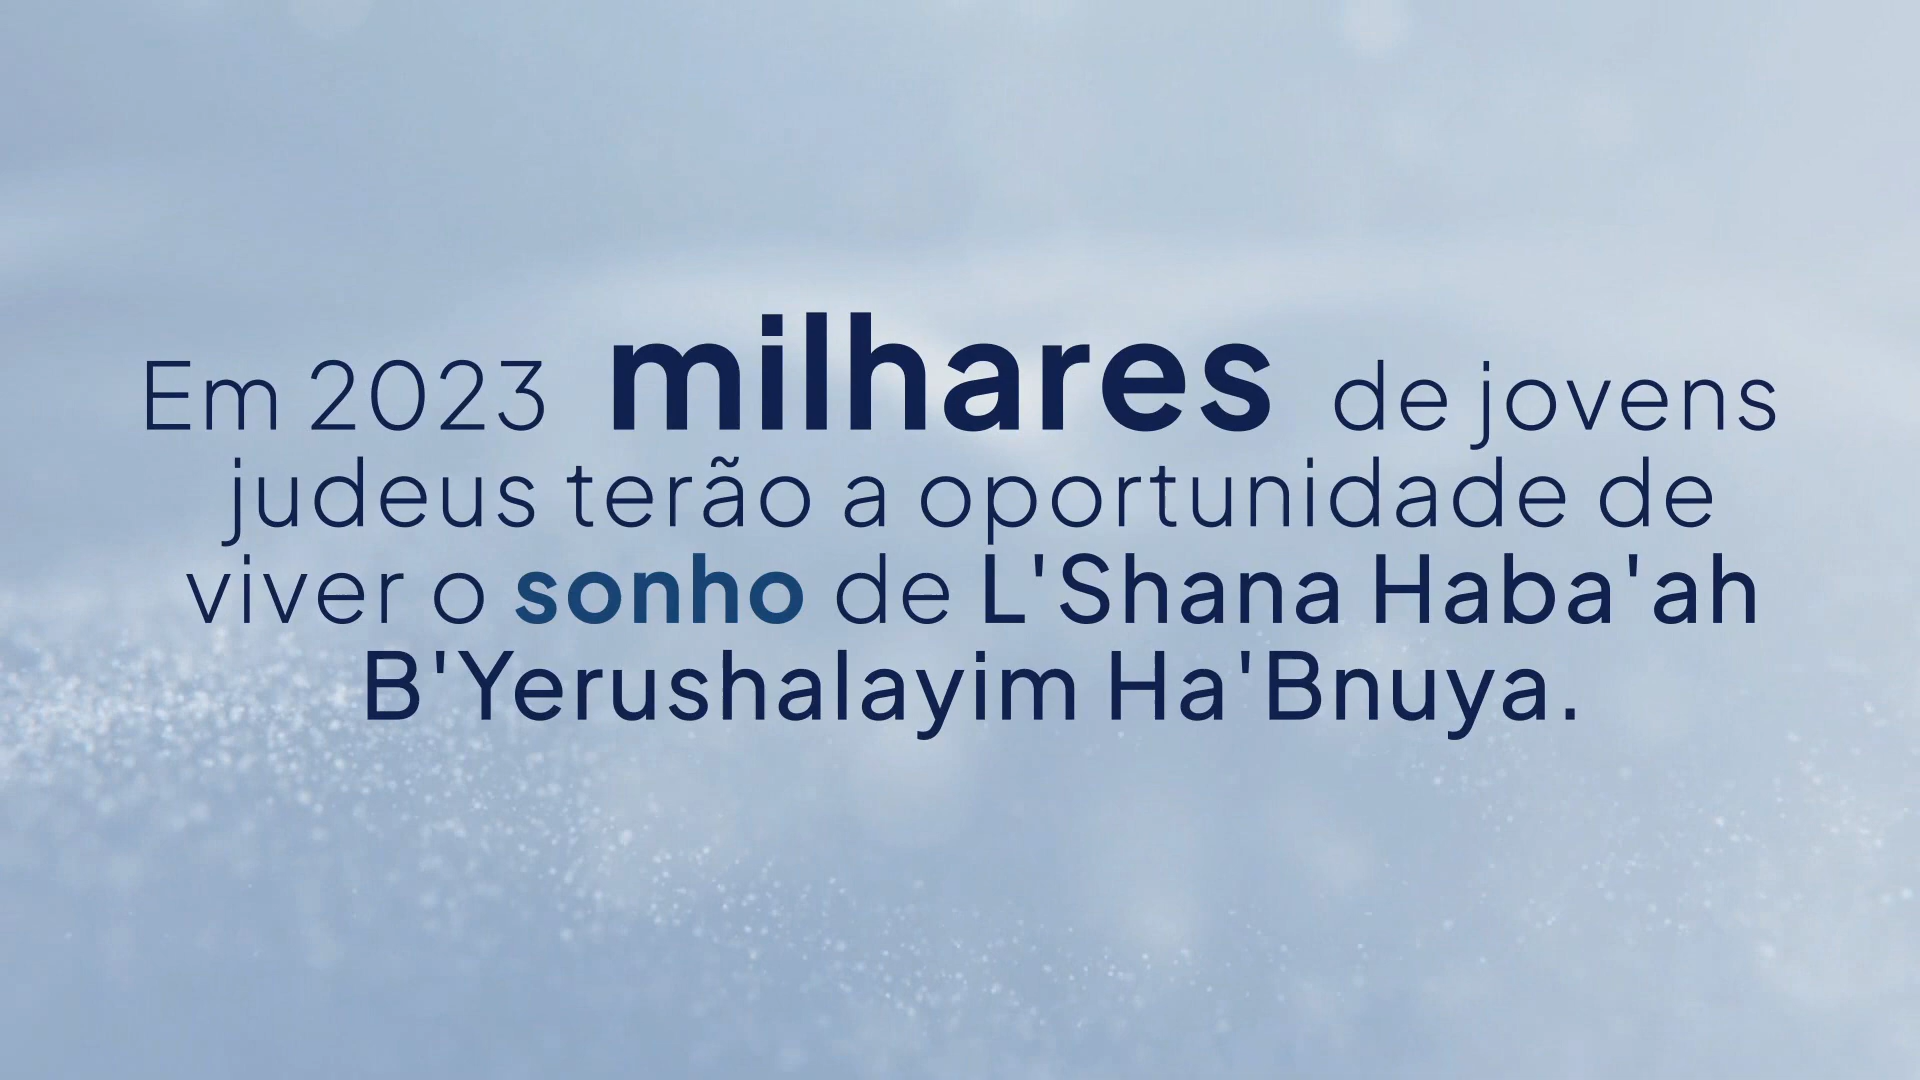 Em 2023 milhares de jovens
judeus terão a oportunidade de
viver o sonho de L'Shana Haba'ah
B'Yerushalayim Ha'Bnuya.